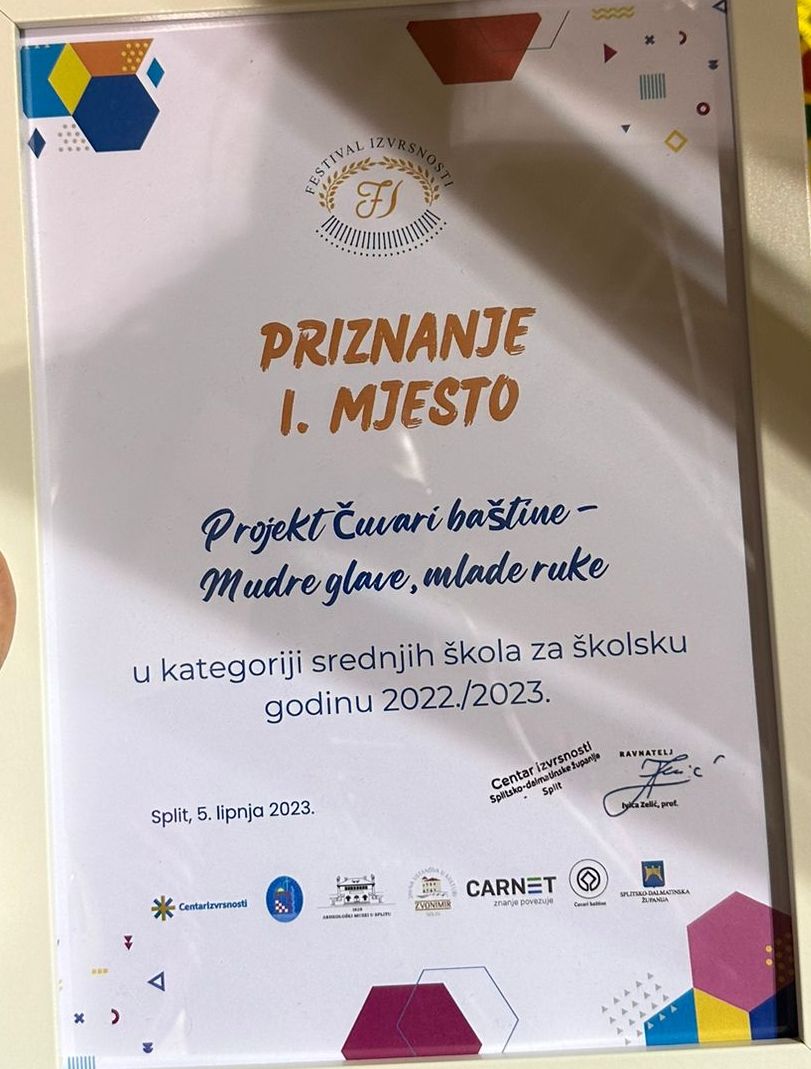 FESTIVAL IZVRSNOSTI
FI
PRIZNANJE
I. MJESTO
Projekt Čuvari baštine –
Mudre glave, mlade ruke
u kategoriji srednjih škola za školsku
godinu 2022./2023.
Centar izvrsnosti
Splitsko-dalmatinske županije
Split
RAVNATELJ
Ivica Zelić, prof.
Split, 5. lipnja 2023.
CentarIzvrsnosti
ARHEOLOŠKI MUZEJ U SPLITU
ZVONIMIR
SOLIN
CARNET
znanje povezuje
Čuvari baštine
SPLITSKO-DALMATINSKA
ŽUPANIJA